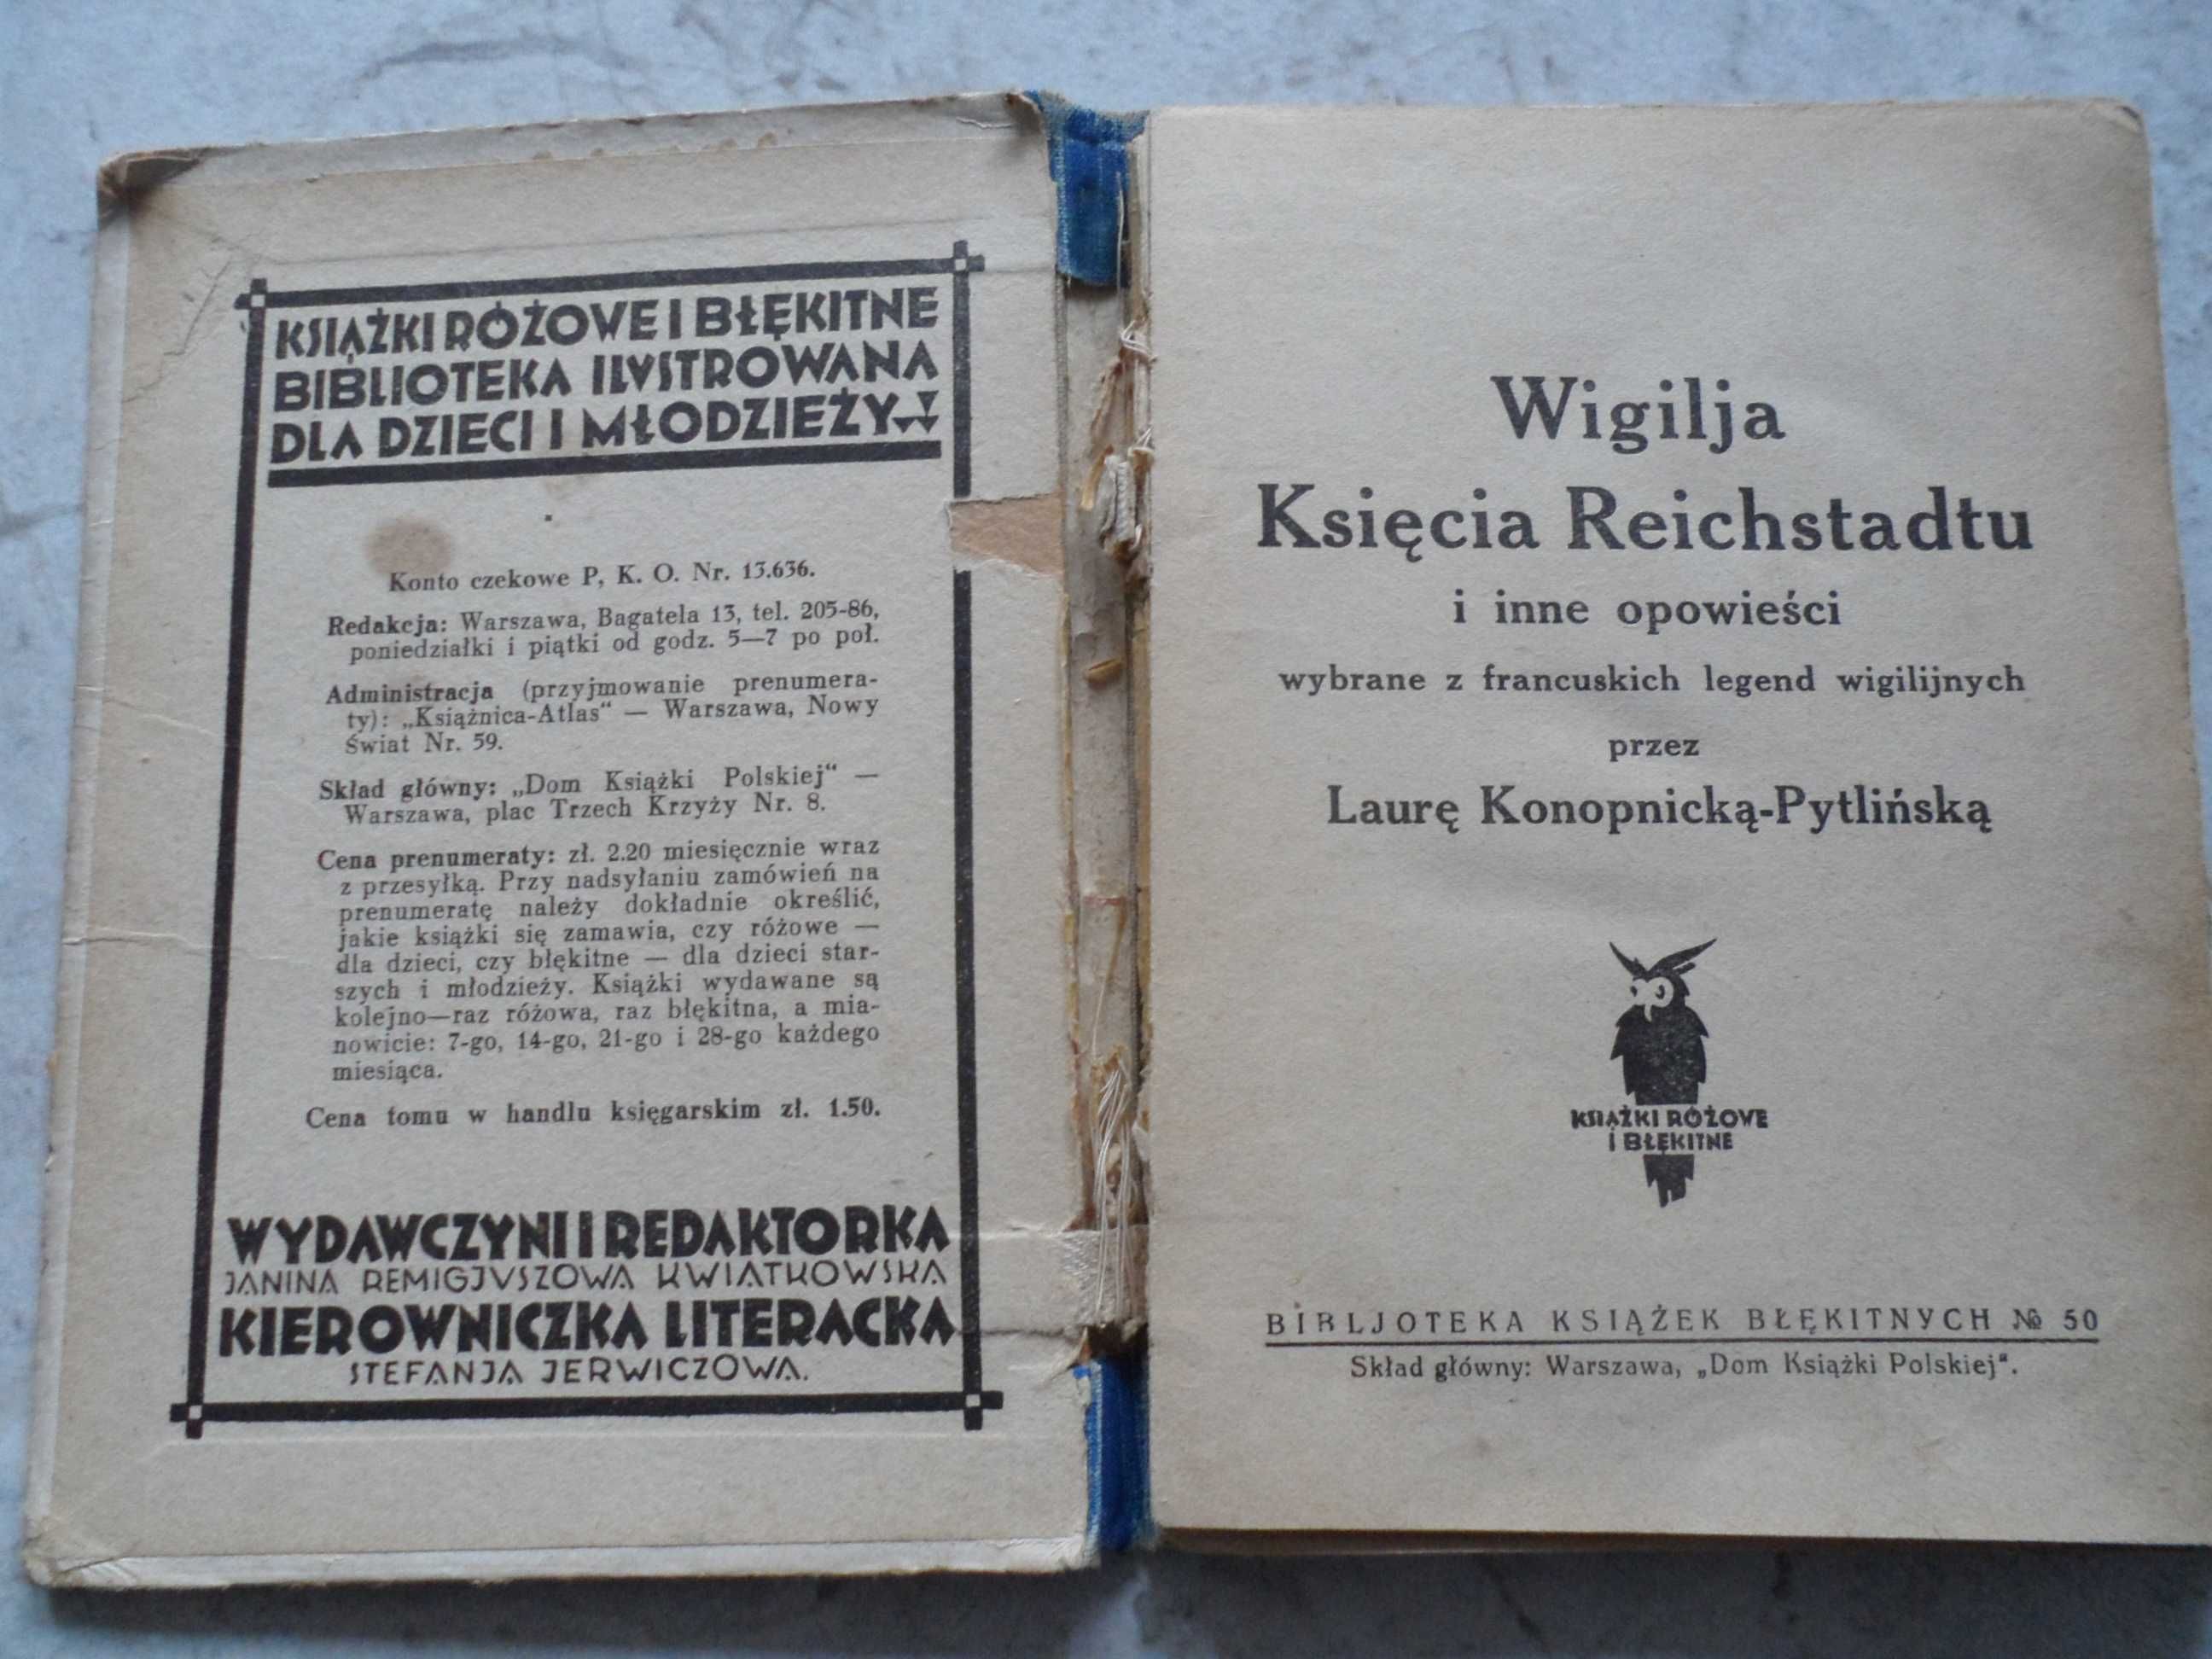 KSIĄŻKI RÓŻOWE I BŁĘKITNE
BIBLIOTEKA ILUSTROWANA
DLA DZIECI I MŁODZIEŻY
Konto czekowe P, K. O. Nr. 13.636.
Redakcja: Warszawa, Bagatela 13, tel. 205-86,
poniedziałki i piątki od godz. 5—7 po poł.
Administracja (przyjmowanie prenumera-
ty): „Książnica-Atlas" — Warszawa, Nowy
Świat Nr. 59.
Skład główny: „Dom Książki Polskiej" —
Warszawa, plac Trzech Krzyży Nr. 8.
Cena prenumeraty: zł. 2.20 miesięcznie wraz
z przesyłką. Przy nadsyłaniu zamówień na
prenumeratę należy dokładnie określić,
jakie książki się zamawia, czy różowe —
dla dzieci, czy błękitne — dla dzieci star-
szych i młodzieży. Książki wydawane są
kolejno—raz różowa, raz błękitna, a mia-
nowicie: 7-go, 14-go, 21-go i 28-go każdego
miesiąca.
Cena tomu w handlu księgarskim zł. 1.50.
WYDAWCZYNI I REDAKTORKA
JANINA REMIGJUSZOWA KWIATKOWSKA
KIEROWNICZKA LITERACKA
STEFANJA JERWICZOWA.
Wigilja
Księcia Reichstadtu
i inne opowieści
wybrane z francuskich legend wigilijnych
przez
Laurę Konopnicką-Pytlińską
KSIĄŻKI RÓŻOWE
I BŁĘKITNE
BIBLJOTEKA KSIĄŻEK BŁĘKITNYCH № 50
Skład główny: Warszawa, „Dom Książki Polskiej".